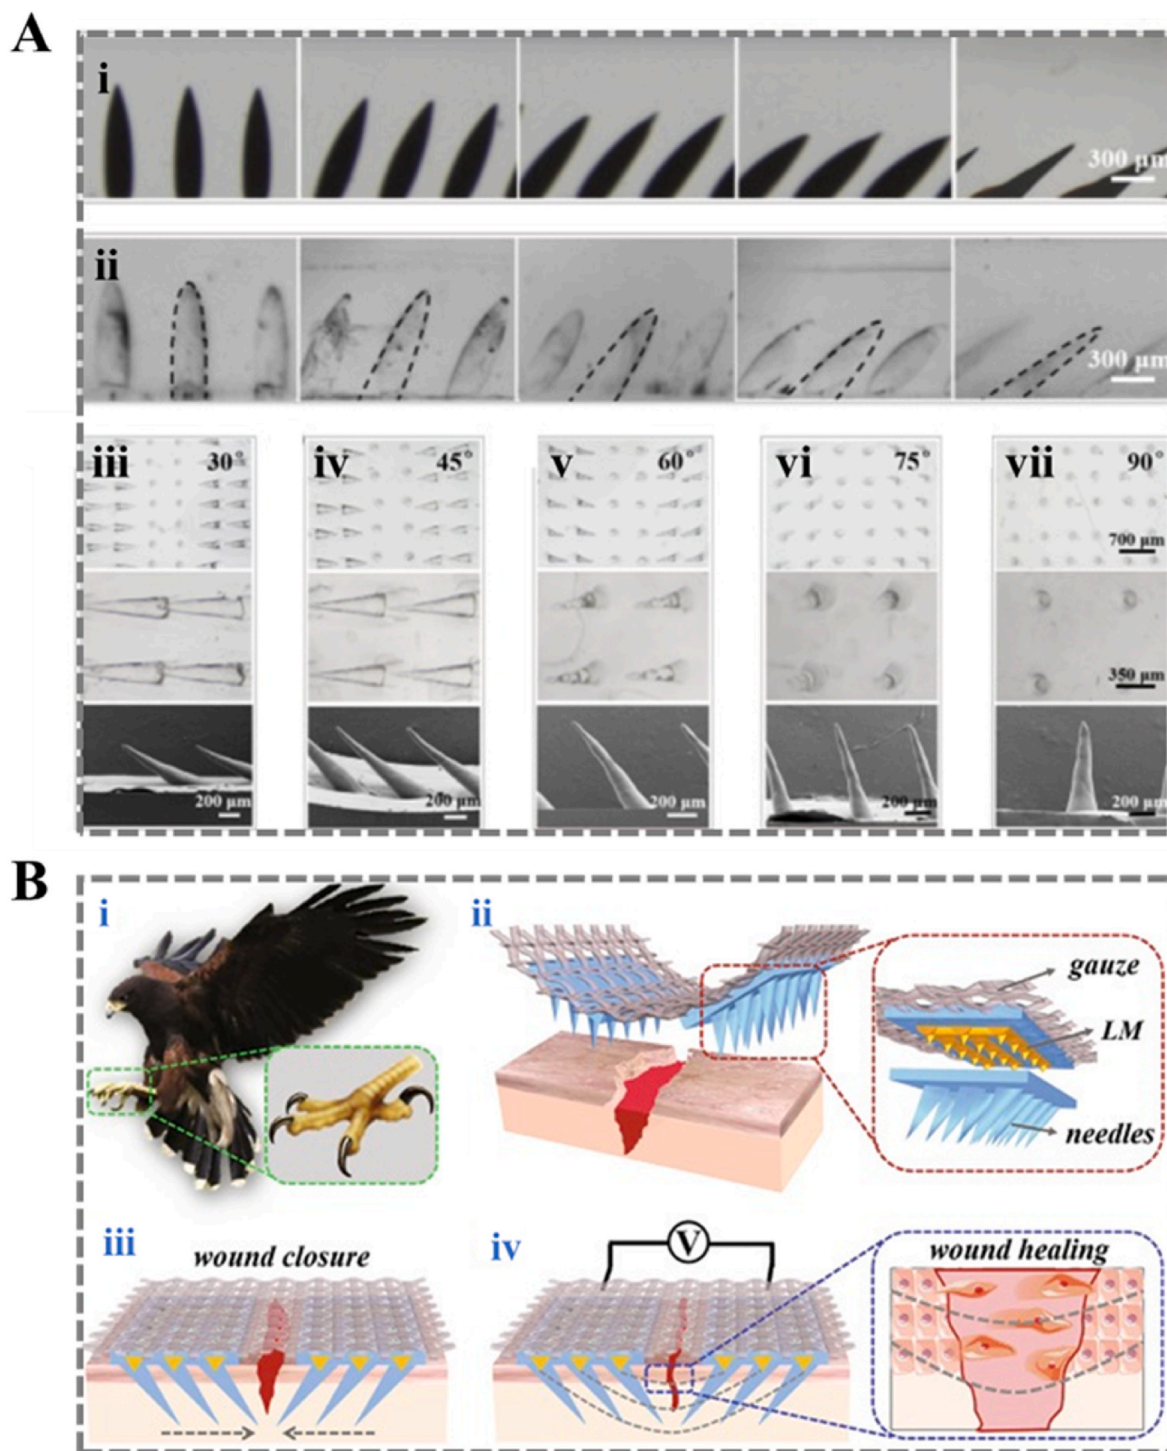 A
i
300 μm
ii
300 μm
iii 30° iv 45° v 60° vi 75° vii 90°
700 μm
350 μm
200 μm 200 μm 200 μm 200 μm 200 μm
B
i
ii
gauze
LM
needles
iii
wound closure
iv
V
wound healing